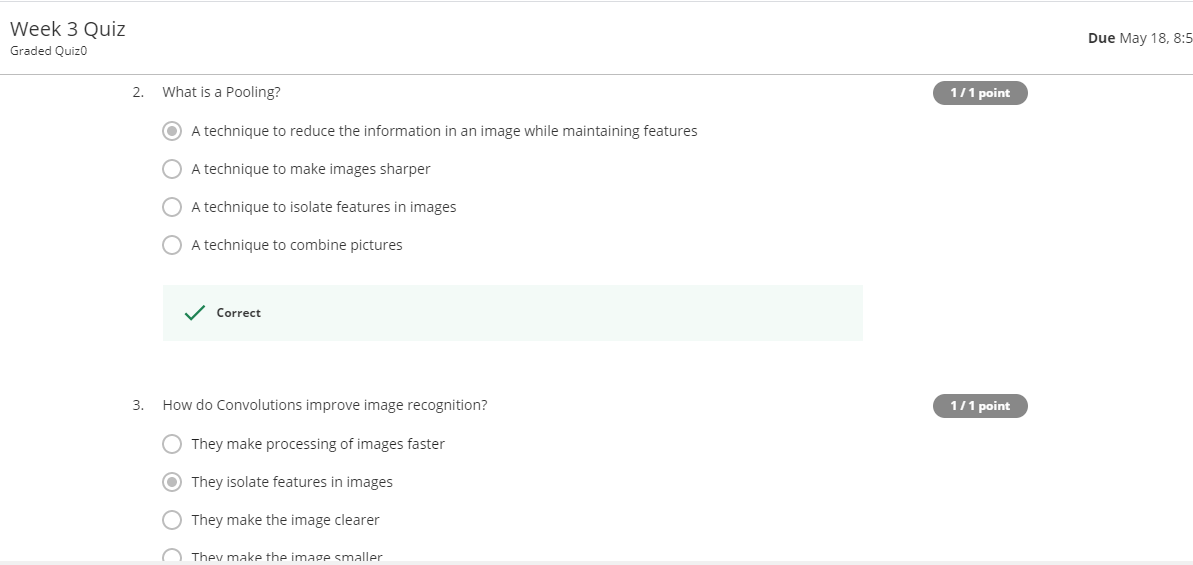 Week 3 Quiz
Graded Quiz0
Due May 18, 8:5
2. What is a Pooling?
1 / 1 point
A technique to reduce the information in an image while maintaining features
A technique to make images sharper
A technique to isolate features in images
A technique to combine pictures
Correct
3. How do Convolutions improve image recognition?
1 / 1 point
They make processing of images faster
They isolate features in images
They make the image clearer
They make the image smaller